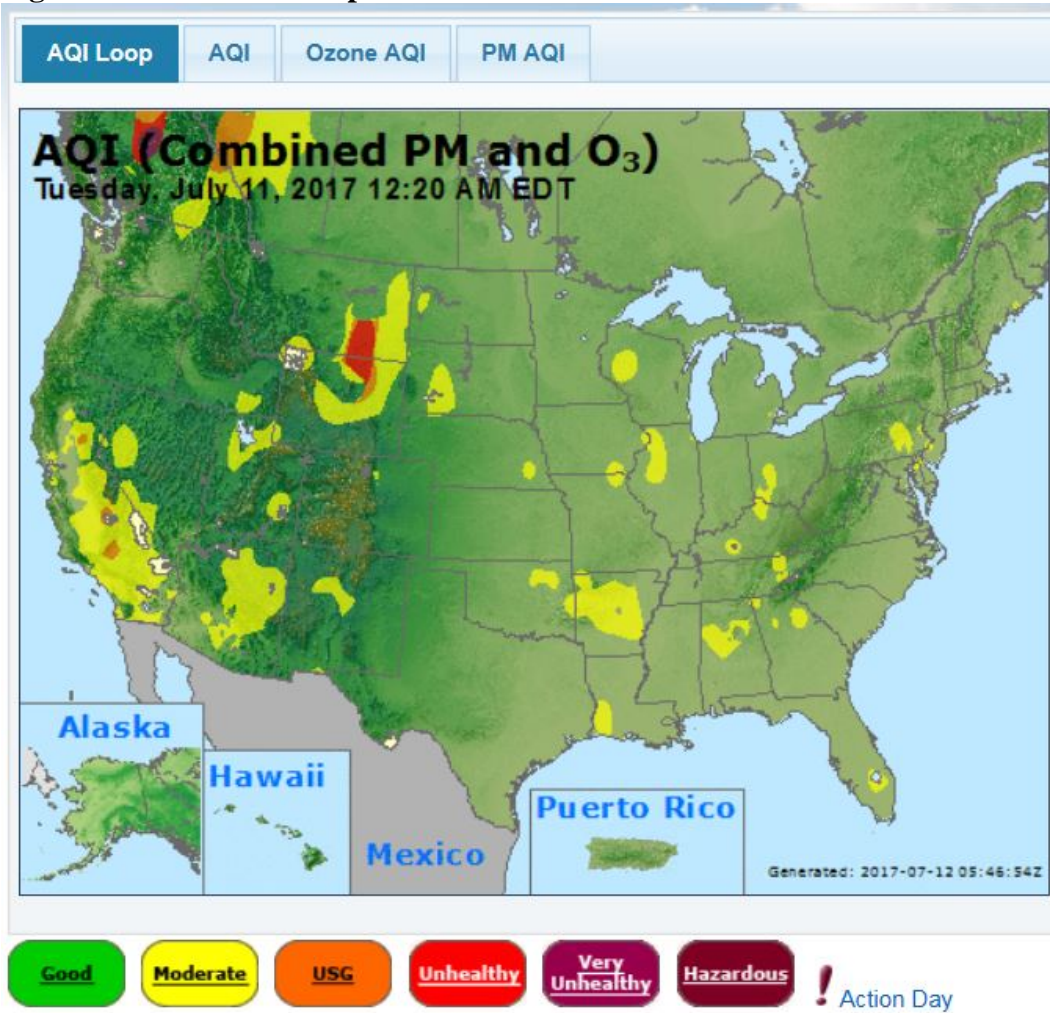 AQI Loop AQI Ozone AQI PM AQI
AQI (Combined PM and O₃)
Tuesday, July 11, 2017 12:20 AM EDT
Alaska
Hawaii
Mexico
Puerto Rico
Generated: 2017-07-12 05:46:54Z
Good Moderate USG Unhealthy Very Unhealthy Hazardous ! Action Day